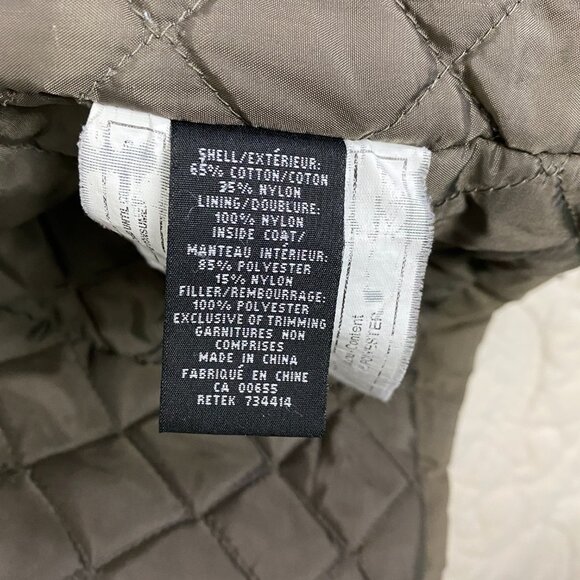 SHELL/EXTÉRIEUR:
65% COTTON/COTON
35% NYLON
LINING/DOUBLURE:
100% NYLON
INSIDE COAT/
MANTEAU INTÉRIEUR:
85% POLYESTER
15% NYLON
FILLER/REMBOURRAGE:
100% POLYESTER
EXCLUSIVE OF TRIMMING
GARNITURES NON
COMPRISES
MADE IN CHINA
FABRIQUÉ EN CHINE
CA 00655
RETEK 734414
Content